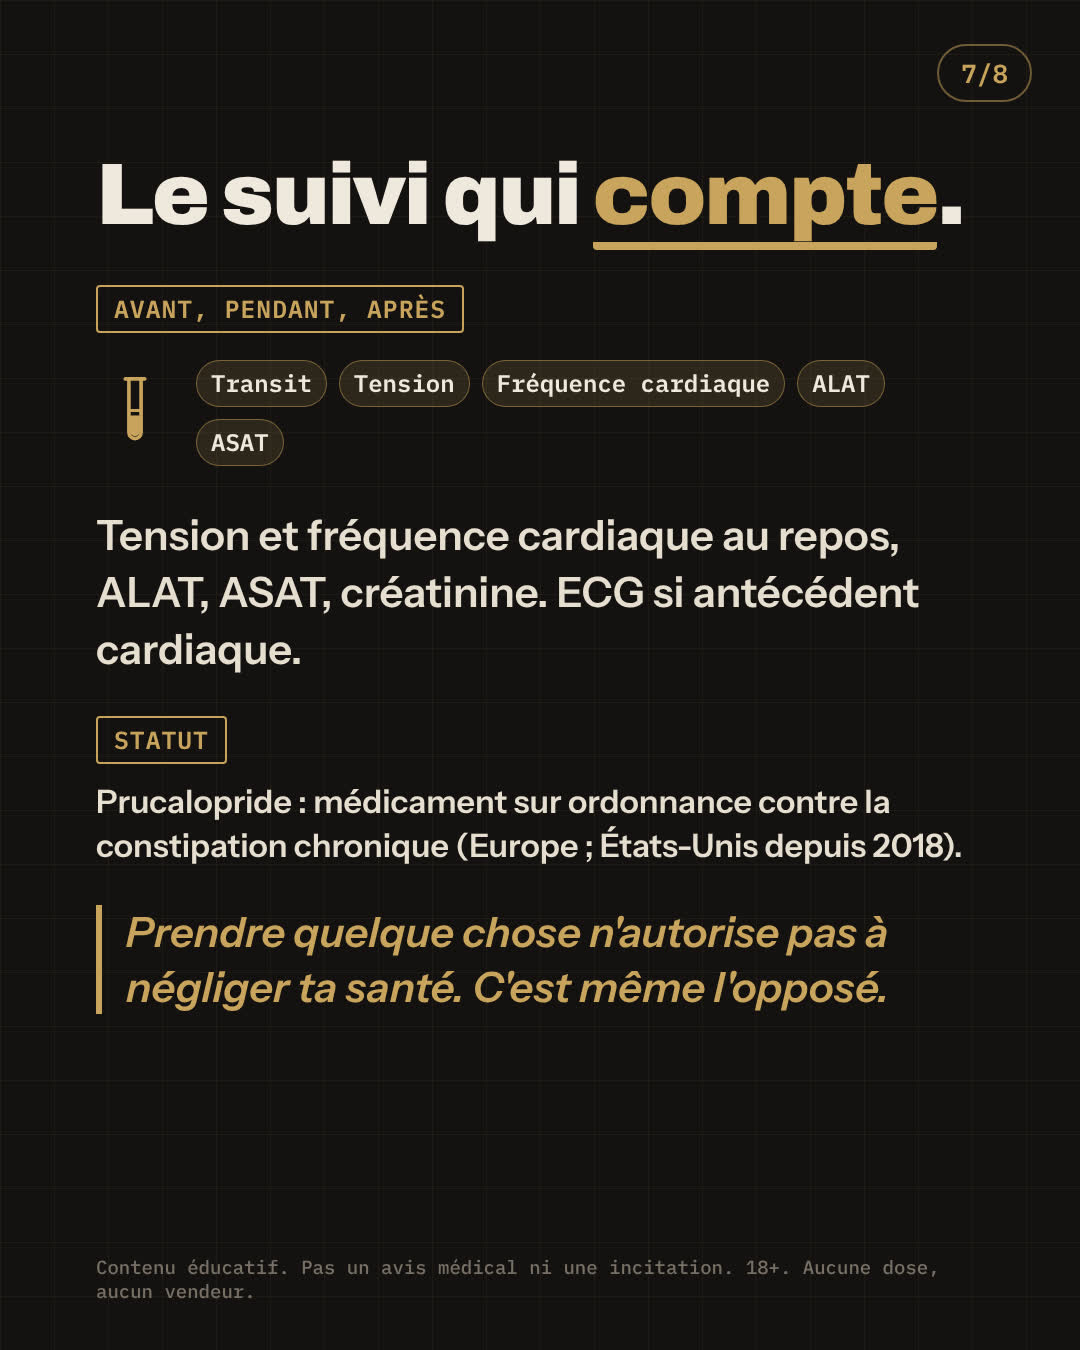 7/8
Le suivi qui compte.
AVANT, PENDANT, APRÈS
Transit Tension Fréquence cardiaque ALAT
ASAT
Tension et fréquence cardiaque au repos,
ALAT, ASAT, créatinine. ECG si antécédent
cardiaque.
STATUT
Prucalopride : médicament sur ordonnance contre la
constipation chronique (Europe ; États-Unis depuis 2018).
Prendre quelque chose n'autorise pas à
négliger ta santé. C'est même l'opposé.
Contenu éducatif. Pas un avis médical ni une incitation. 18+. Aucune dose,
aucun vendeur.